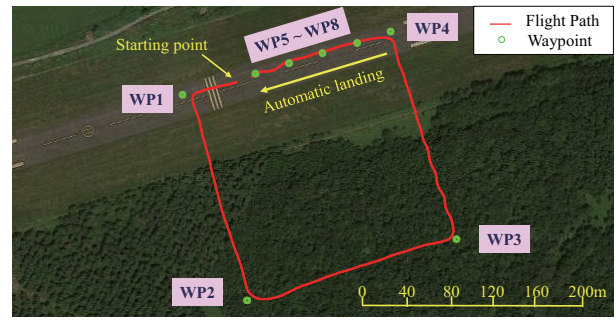 Flight Path
Waypoint
WP5 ~ WP8
WP4
Starting point
WP1
Automatic landing
WP3
WP2
0 40 80 120 160 200m